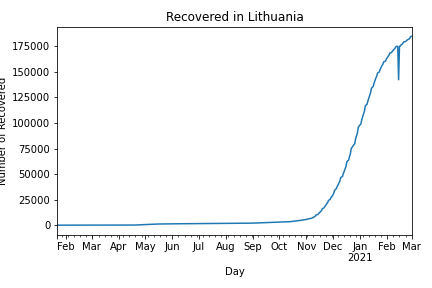 Recovered in Lithuania
Number of Recovered
175000
150000
125000
100000
75000
50000
25000
0
Feb Mar Apr May Jun Jul Aug Sep Oct Nov Dec Jan Feb Mar
2021
Day